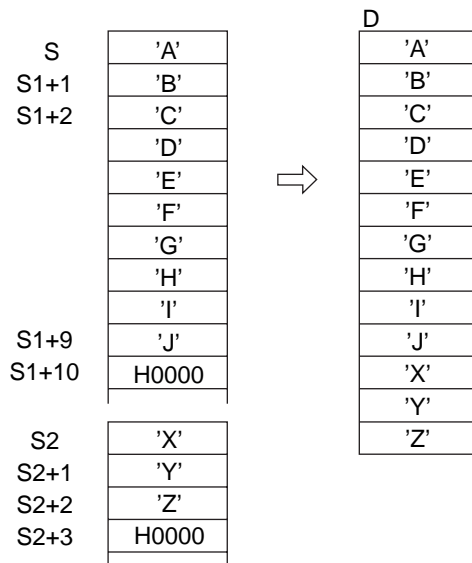 D
S 'A' 'A'
S1+1 'B' 'B'
S1+2 'C' 'C'
'D' 'D'
'E' 'E'
'F' 'F'
'G' 'G'
'H' 'H'
'I' 'I'
S1+9 'J' 'J'
S1+10 H0000 'X'
'Y'
S2 'X' 'Z'
S2+1 'Y'
S2+2 'Z'
S2+3 H0000